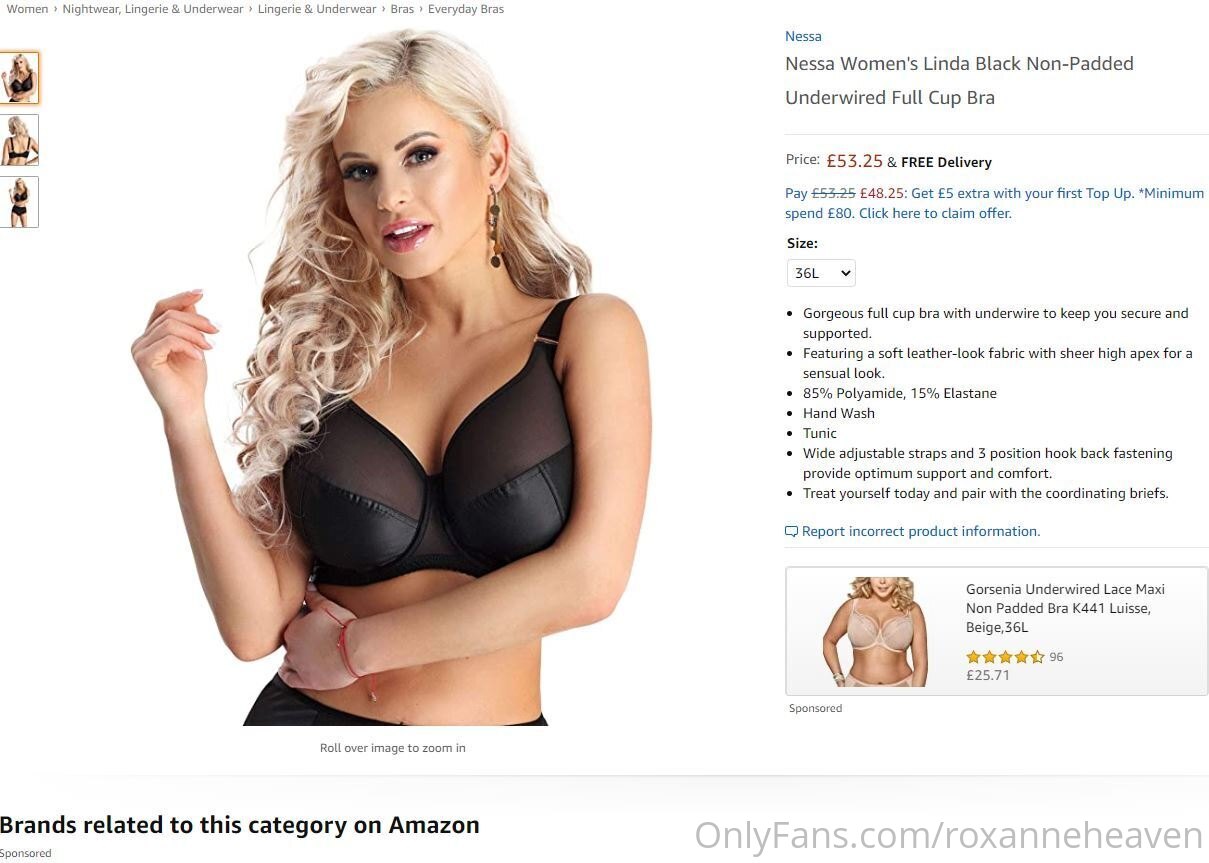 Women › Nightwear, Lingerie & Underwear › Lingerie & Underwear › Bras › Everyday Bras
Nessa
Nessa Women's Linda Black Non-Padded
Underwired Full Cup Bra
Price: £53.25 & FREE Delivery
Pay £53.25 £48.25: Get £5 extra with your first Top Up. *Minimum
spend £80. Click here to claim offer.
Size:
36L
Gorgeous full cup bra with underwire to keep you secure and
supported.
Featuring a soft leather-look fabric with sheer high apex for a
sensual look.
85% Polyamide, 15% Elastane
Hand Wash
Tunic
Wide adjustable straps and 3 position hook back fastening
provide optimum support and comfort.
Treat yourself today and pair with the coordinating briefs.
Report incorrect product information.
Gorsenia Underwired Lace Maxi
Non Padded Bra K441 Luisse,
Beige,36L
96
£25.71
Sponsored
Roll over image to zoom in
Brands related to this category on Amazon
Sponsored
OnlyFans.com/roxanneheaven